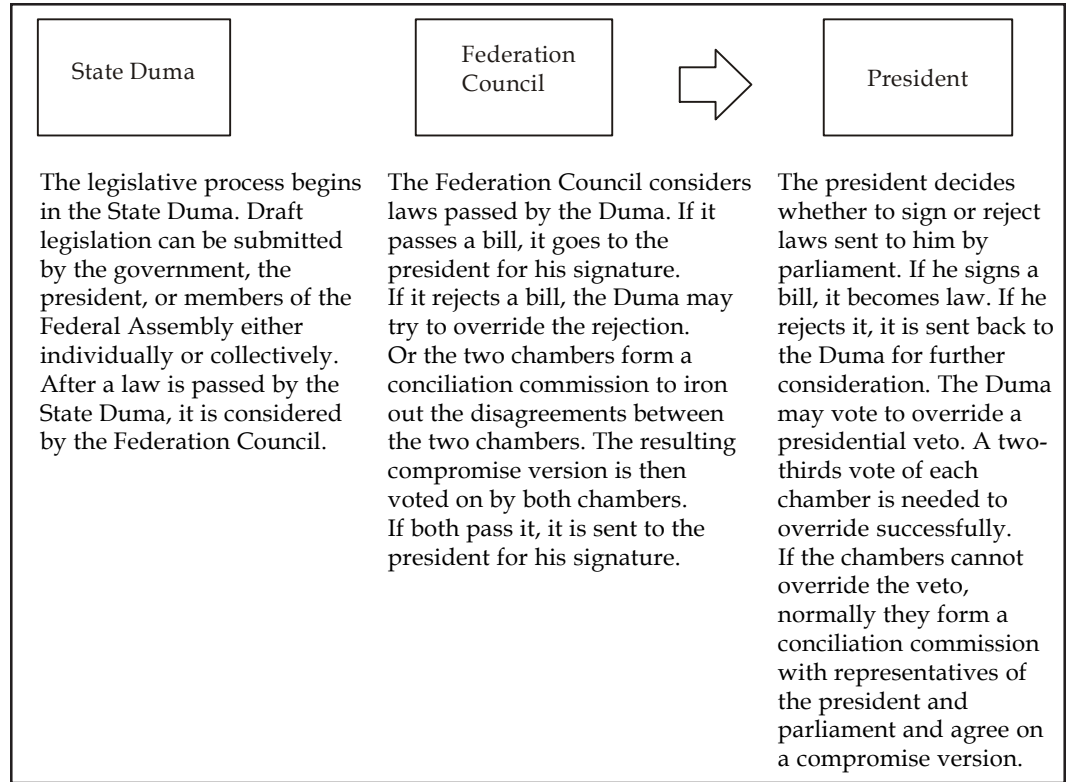 State Duma
Federation
Council
President
The legislative process begins
in the State Duma. Draft
legislation can be submitted
by the government, the
president, or members of the
Federal Assembly either
individually or collectively.
After a law is passed by the
State Duma, it is considered
by the Federation Council.
The Federation Council considers
laws passed by the Duma. If it
passes a bill, it goes to the
president for his signature.
If it rejects a bill, the Duma may
try to override the rejection.
Or the two chambers form a
conciliation commission to iron
out the disagreements between
the two chambers. The resulting
compromise version is then
voted on by both chambers.
If both pass it, it is sent to the
president for his signature.
The president decides
whether to sign or reject
laws sent to him by
parliament. If he signs a
bill, it becomes law. If he
rejects it, it is sent back to
the Duma for further
consideration. The Duma
may vote to override a
presidential veto. A two-
thirds vote of each
chamber is needed to
override successfully.
If the chambers cannot
override the veto,
normally they form a
conciliation commission
with representatives of
the president and
parliament and agree on
a compromise version.